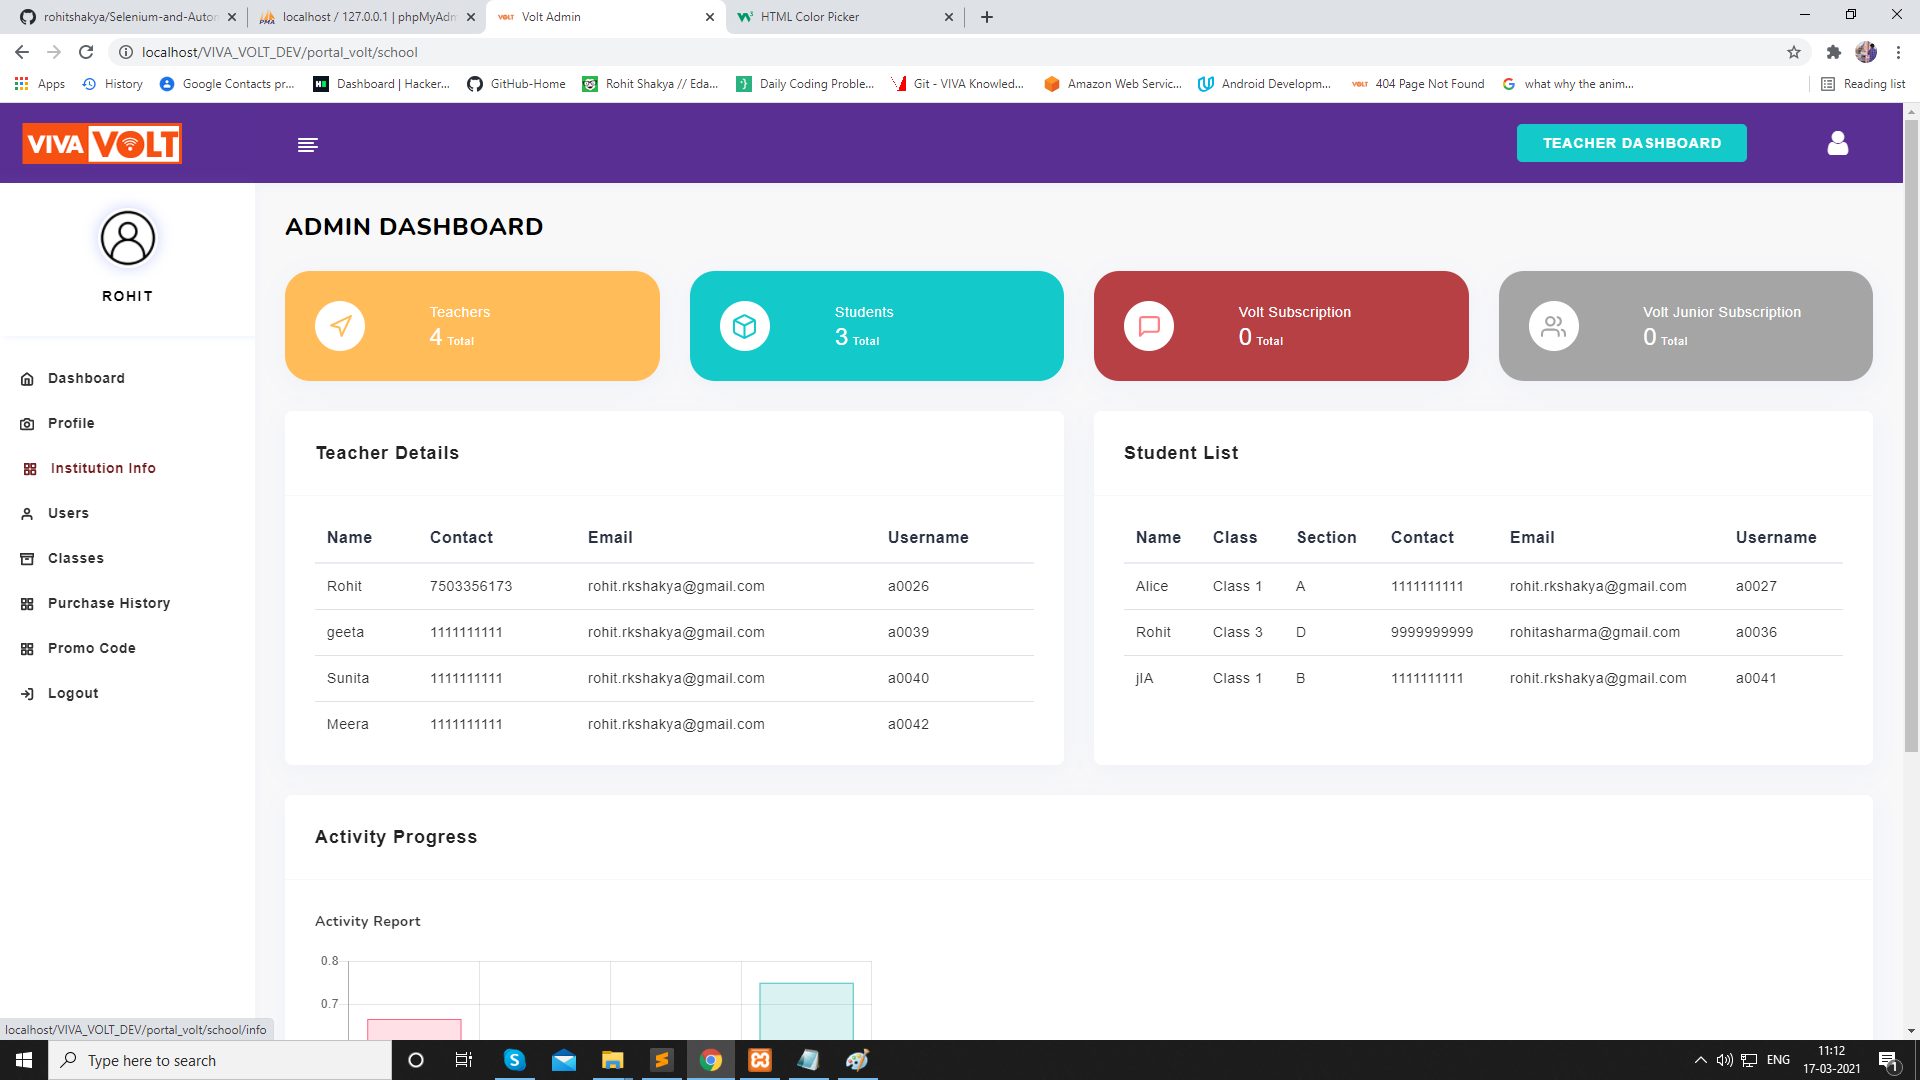 rohitshakya/Selenium-and-Auton
localhost / 127.0.0.1 | phpMyAdm
Volt Admin
HTML Color Picker
localhost/VIVA_VOLT_DEV/portal_volt/school
Apps
History
Google Contacts pr...
Dashboard | Hacker...
GitHub-Home
Rohit Shakya // Eda...
Daily Coding Proble...
Git - VIVA Knowled...
Amazon Web Servic...
Android Developm...
404 Page Not Found
what why the anim...
Reading list
VIVA VOLT
TEACHER DASHBOARD
ROHIT
Dashboard
Profile
Institution Info
Users
Classes
Purchase History
Promo Code
Logout
ADMIN DASHBOARD
Teachers
4 Total
Students
3 Total
Volt Subscription
0 Total
Volt Junior Subscription
0 Total
Teacher Details
Name Contact Email Username
Rohit 7503356173 rohit.rkshakya@gmail.com a0026
geeta 1111111111 rohit.rkshakya@gmail.com a0039
Sunita 1111111111 rohit.rkshakya@gmail.com a0040
Meera 1111111111 rohit.rkshakya@gmail.com a0042
Student List
Name Class Section Contact Email Username
Alice Class 1 A 1111111111 rohit.rkshakya@gmail.com a0027
Rohit Class 3 D 9999999999 rohitasharma@gmail.com a0036
jIA Class 1 B 1111111111 rohit.rkshakya@gmail.com a0041
Activity Progress
Activity Report
0.8
0.7
localhost/VIVA_VOLT_DEV/portal_volt/school/info
Type here to search
ENG
11:12
17-03-2021
1